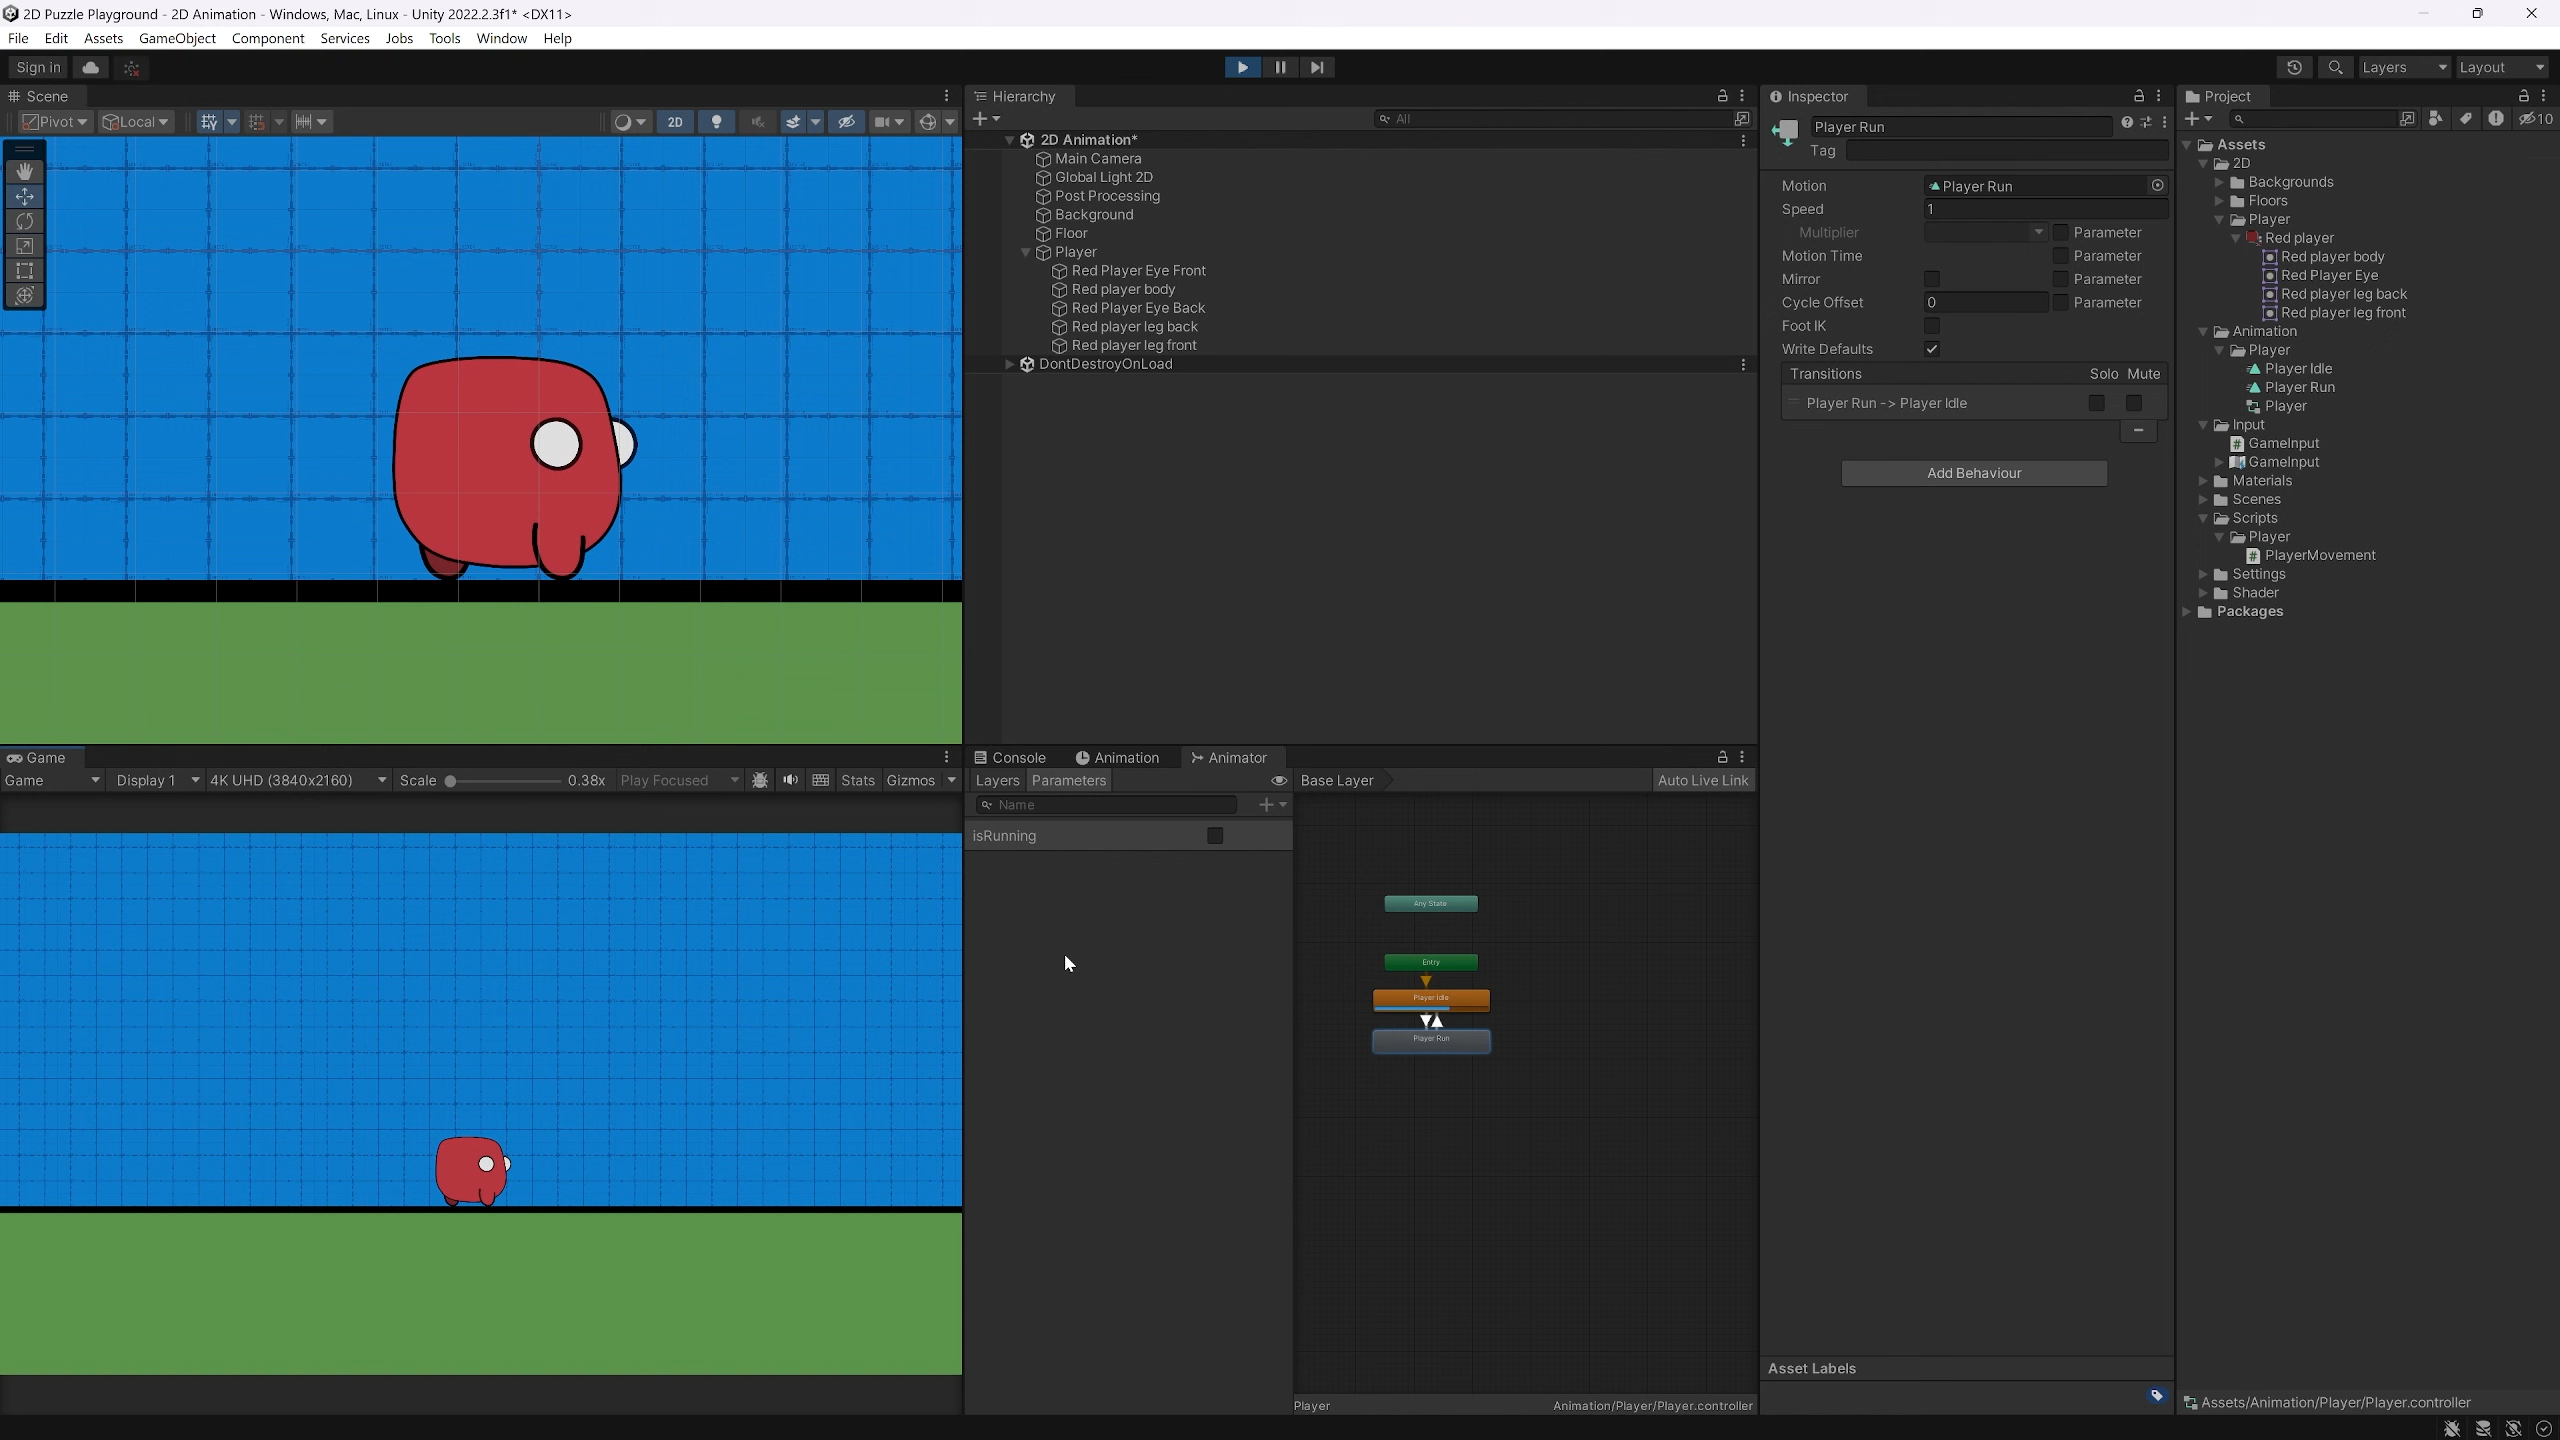 2D Puzzle Playground - 2D Animation - Windows, Mac, Linux - Unity 2022.2.3f1* <DX11>
File Edit Assets GameObject Component Services Jobs Tools Window Help
Sign in
Layers
Layout
Scene
Pivot
Local
2D
Hierarchy
All
2D Animation*
Main Camera
Global Light 2D
Post Processing
Background
Floor
Player
Red Player Eye Front
Red player body
Red Player Eye Back
Red player leg back
Red player leg front
DontDestroyOnLoad
Inspector
Player Run
Tag
Motion Player Run
Speed 1
Multiplier Parameter
Motion Time Parameter
Mirror Parameter
Cycle Offset 0 Parameter
Foot IK
Write Defaults
Transitions Solo Mute
Player Run -> Player Idle
Add Behaviour
Asset Labels
Project
10
Assets
2D
Backgrounds
Floors
Player
Red player
Red player body
Red Player Eye
Red player leg back
Red player leg front
Animation
Player
Player Idle
Player Run
Player
Input
GameInput
GameInput
Materials
Scenes
Scripts
Player
PlayerMovement
Settings
Shader
Packages
Assets/Animation/Player/Player.controller
Game
Game Display 1 4K UHD (3840x2160) Scale 0.38x Play Focused Stats Gizmos
Console Animation Animator
Layers Parameters Base Layer Auto Live Link
Name
isRunning
Any State
Entry
Player Idle
Player Run
Player Animation/Player/Player.controller